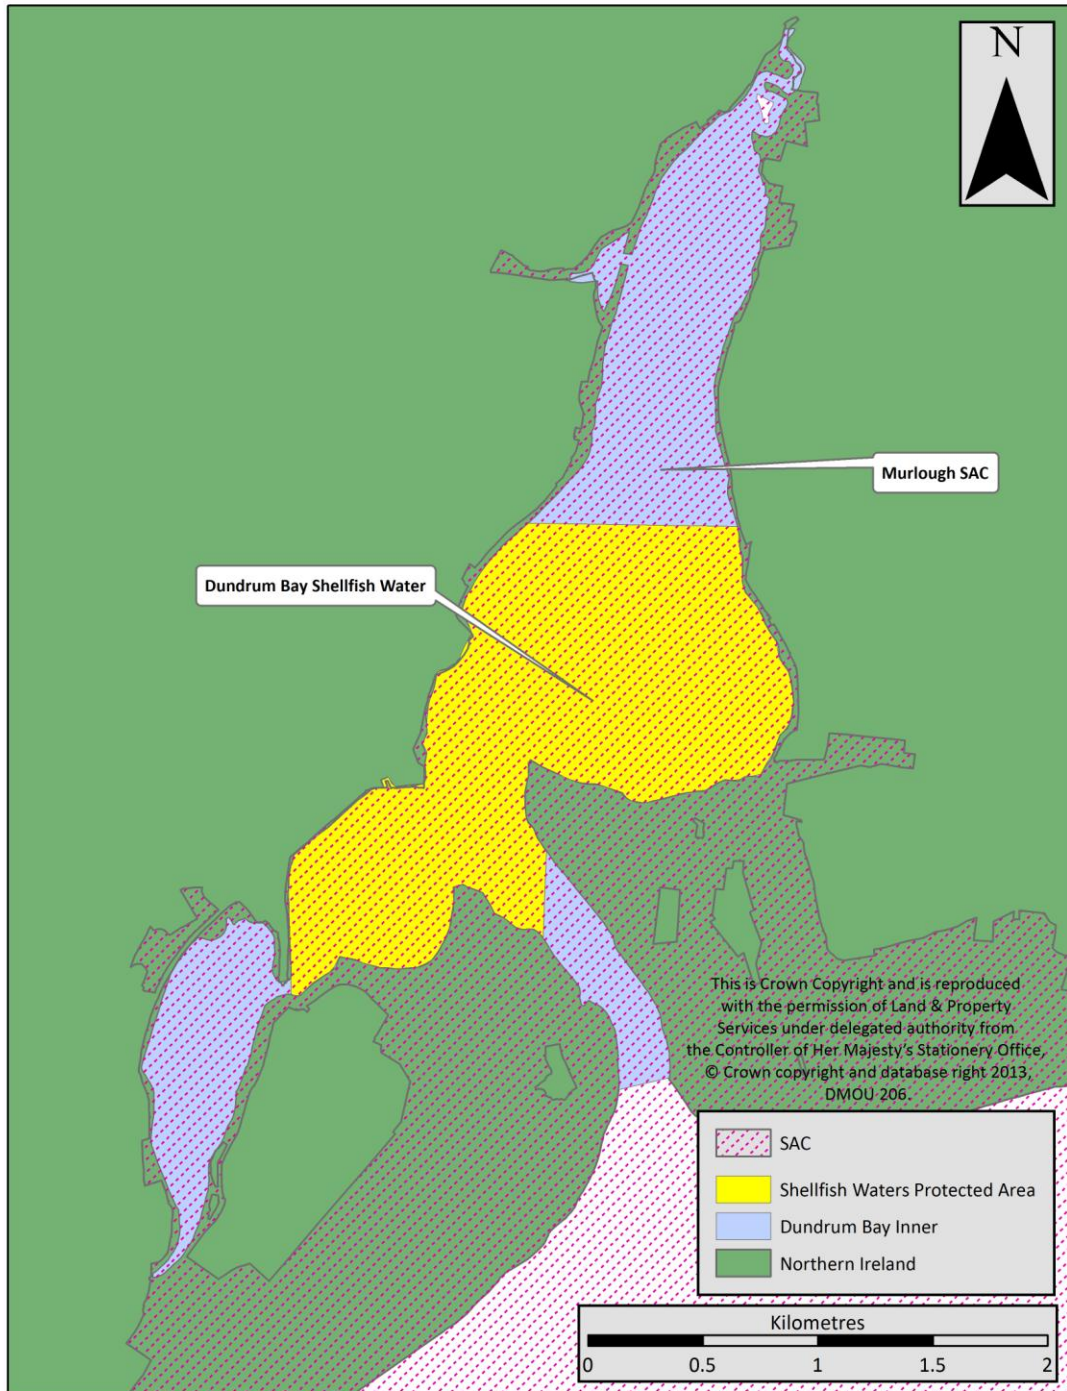 N
Murlough SAC
Dundrum Bay Shellfish Water
This is Crown Copyright and is reproduced
with the permission of Land & Property
Services under delegated authority from
the Controller of Her Majesty's Stationery Office,
© Crown copyright and database right 2013,
DMOU 206.
SAC
Shellfish Waters Protected Area
Dundrum Bay Inner
Northern Ireland
Kilometres
0 0.5 1 1.5 2